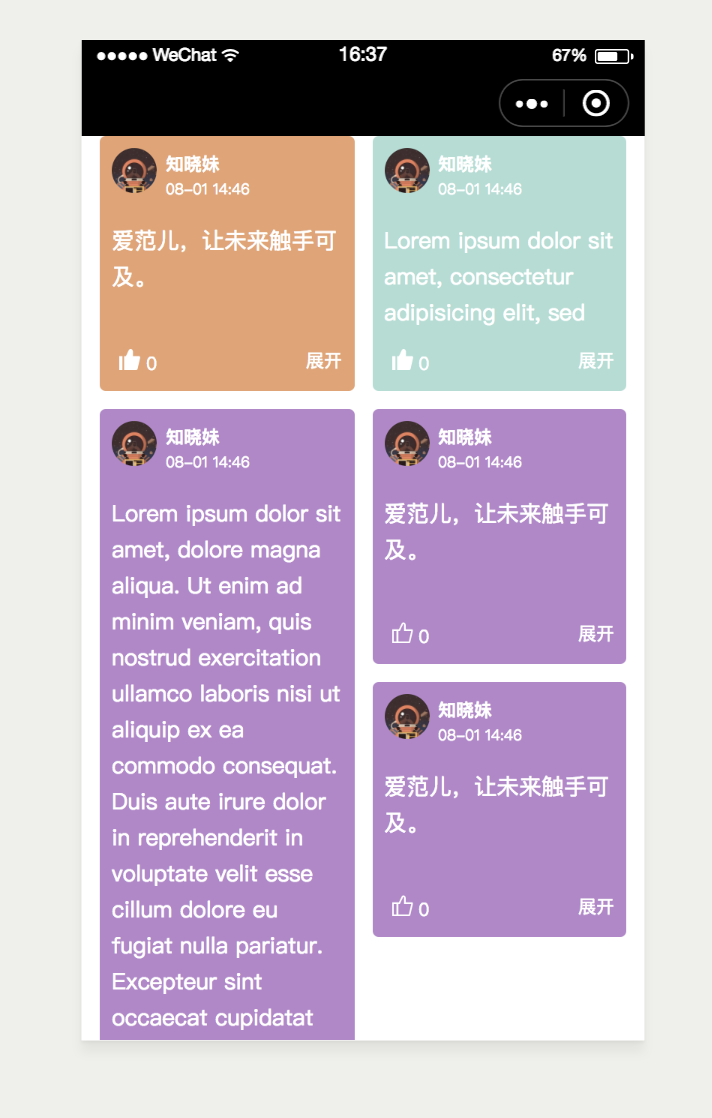 WeChat 16:37 67%
知晓妹
08-01 14:46
爱范儿，让未来触手可
及。
0 展开
知晓妹
08-01 14:46
Lorem ipsum dolor sit
amet, consectetur
adipisicing elit, sed
0 展开
知晓妹
08-01 14:46
Lorem ipsum dolor sit
amet, dolore magna
aliqua. Ut enim ad
minim veniam, quis
nostrud exercitation
ullamco laboris nisi ut
aliquip ex ea
commodo consequat.
Duis aute irure dolor
in reprehenderit in
voluptate velit esse
cillum dolore eu
fugiat nulla pariatur.
Excepteur sint
occaecat cupidatat
知晓妹
08-01 14:46
爱范儿，让未来触手可
及。
0 展开
知晓妹
08-01 14:46
爱范儿，让未来触手可
及。
0 展开